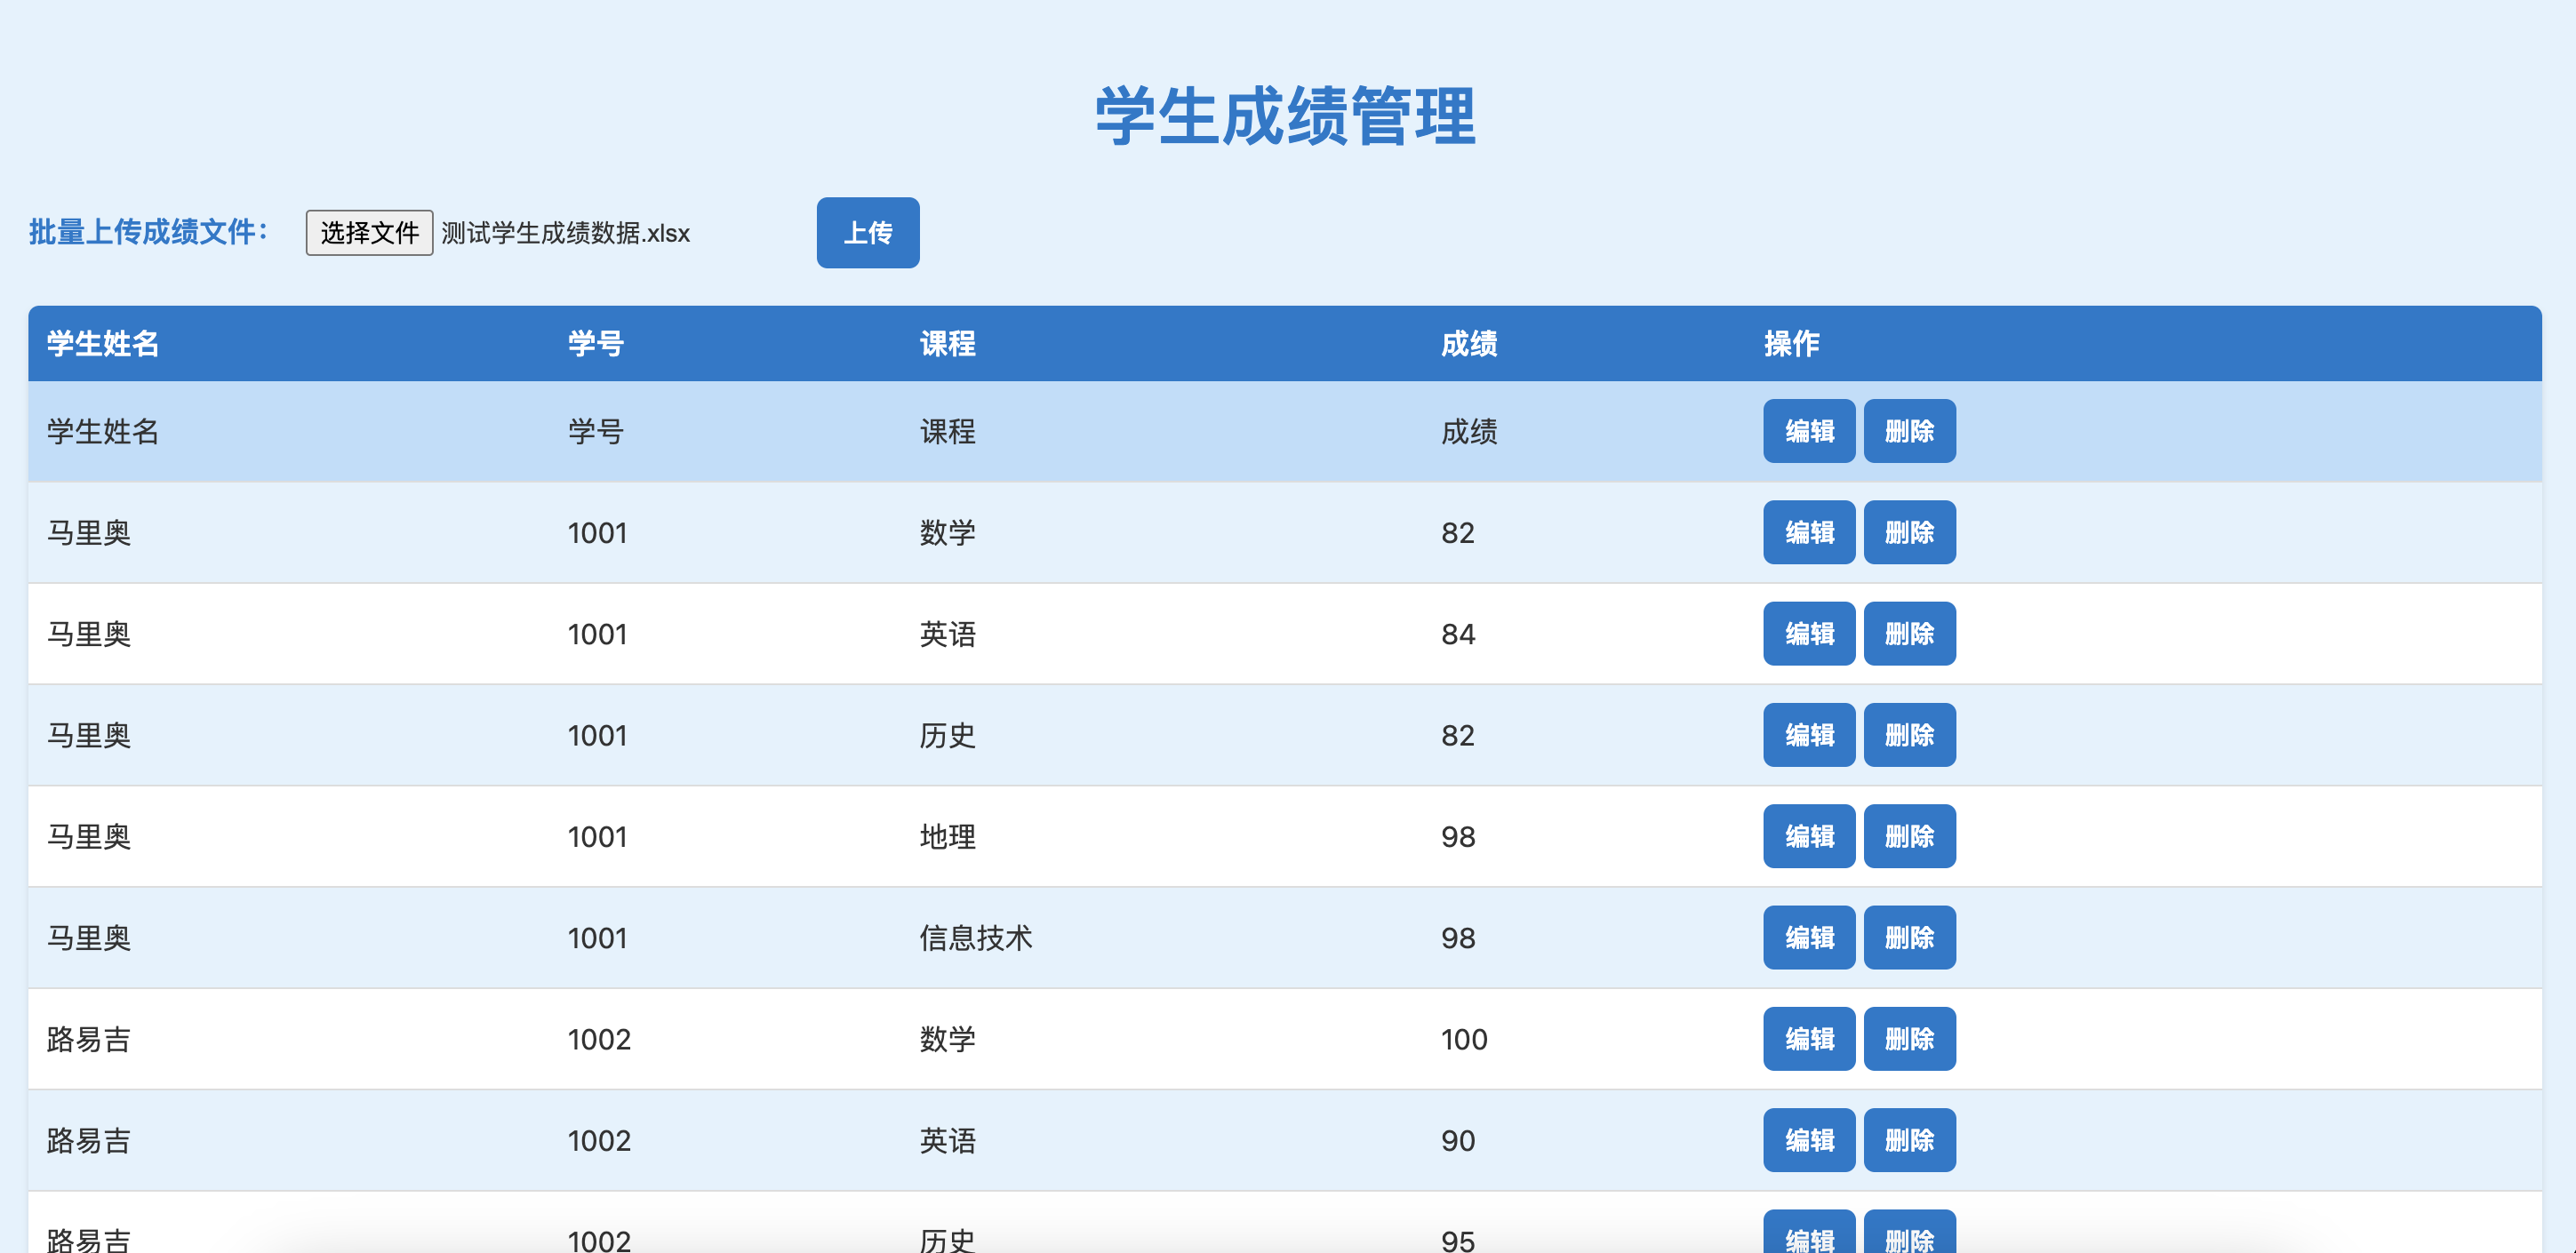 学生成绩管理
批量上传成绩文件： 选择文件 测试学生成绩数据.xlsx 上传
学生姓名 学号 课程 成绩 操作
学生姓名 学号 课程 成绩 编辑 删除
马里奥 1001 数学 82 编辑 删除
马里奥 1001 英语 84 编辑 删除
马里奥 1001 历史 82 编辑 删除
马里奥 1001 地理 98 编辑 删除
马里奥 1001 信息技术 98 编辑 删除
路易吉 1002 数学 100 编辑 删除
路易吉 1002 英语 90 编辑 删除
路易吉 1002 历史 95 编辑 删除